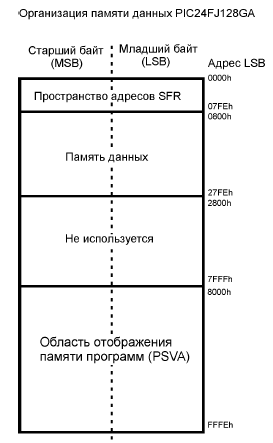 Организация памяти данных PIC24FJ128GA
Старший байт
(MSB)
Младший байт
(LSB)
Адрес LSB
0000h
Пространство адресов SFR
07FEh
0800h
Память данных
27FEh
2800h
Не используется
7FFFh
8000h
Область отображения
памяти программ (PSVA)
FFFEh